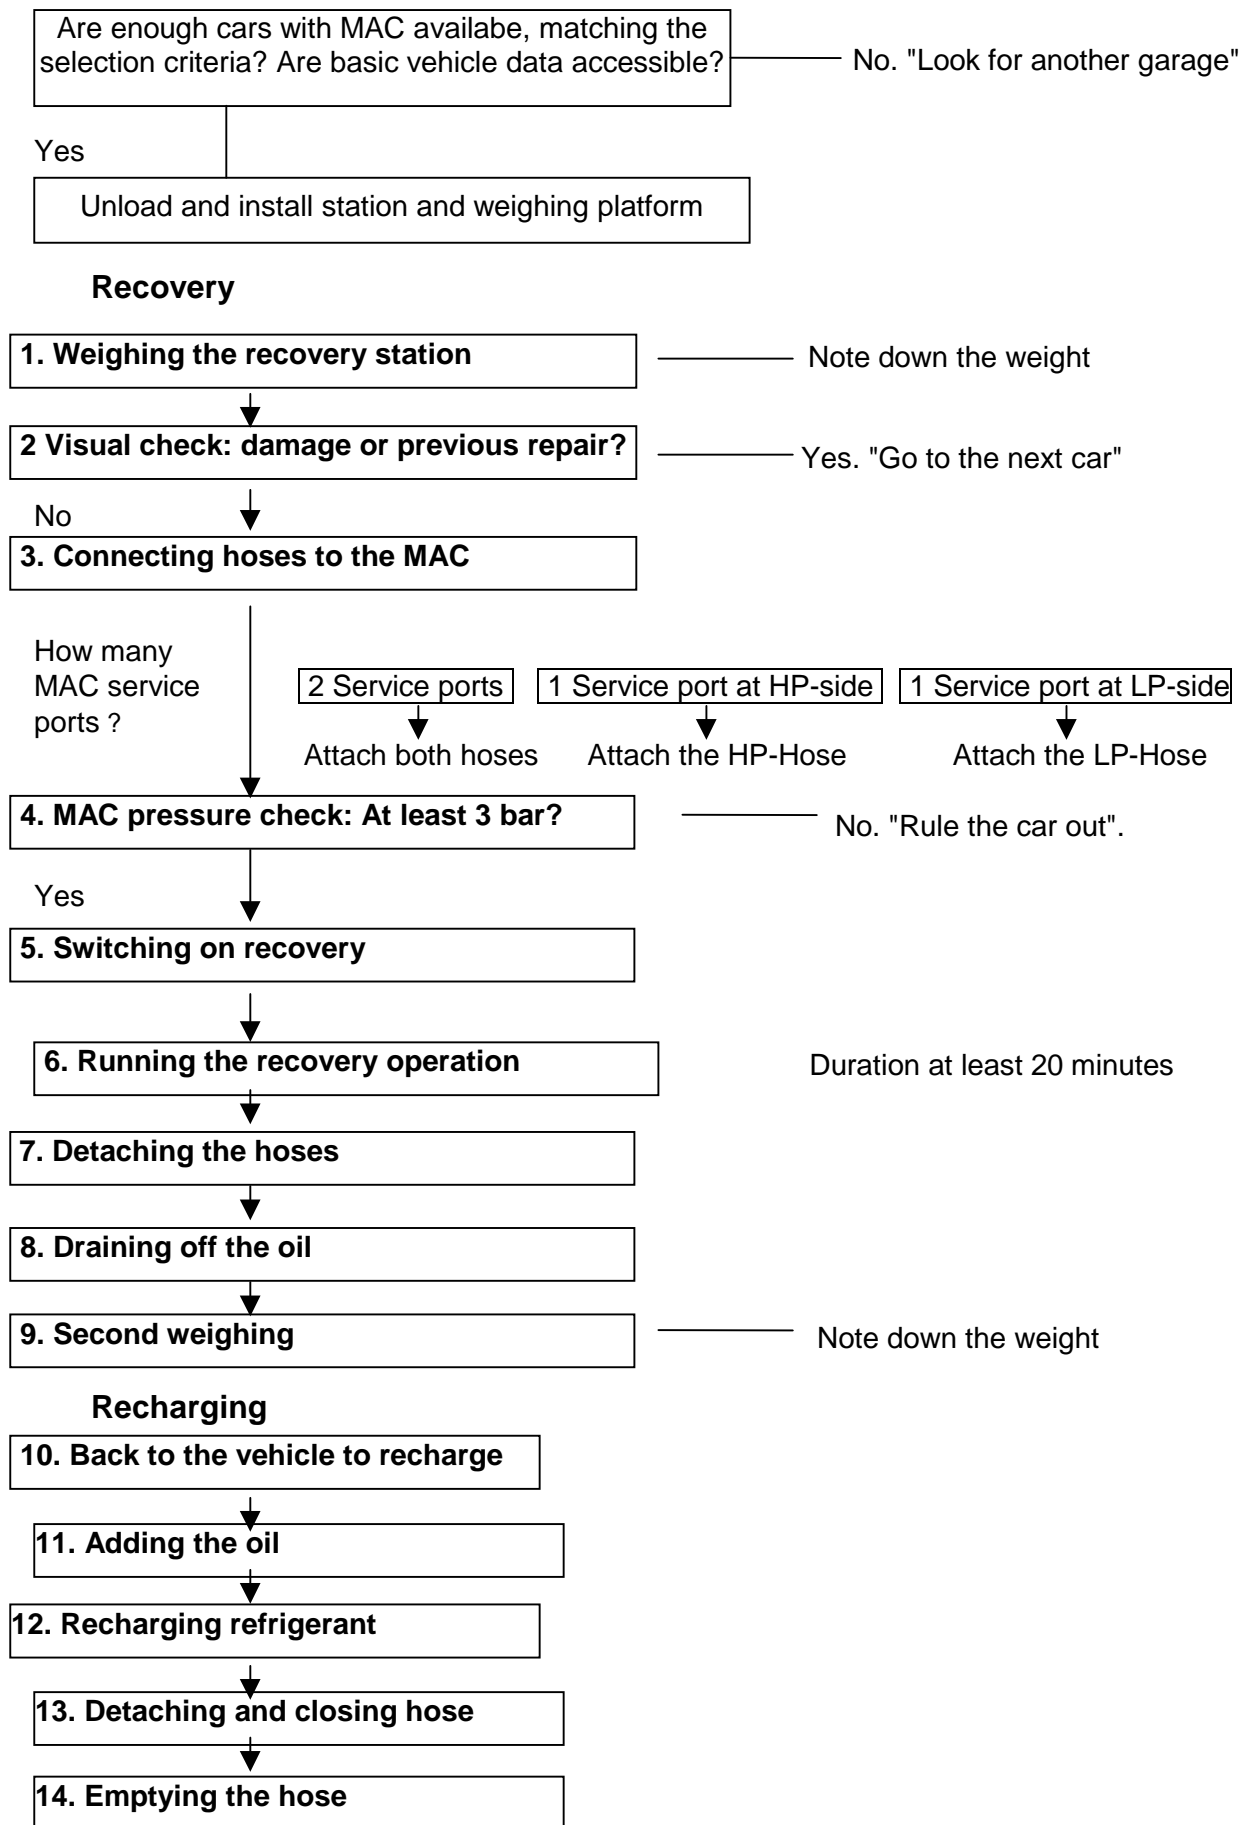 Are enough cars with MAC availabe, matching the
selection criteria? Are basic vehicle data accessible?
No. "Look for another garage"
Yes
Unload and install station and weighing platform
Recovery
1. Weighing the recovery station
Note down the weight
2 Visual check: damage or previous repair?
Yes. "Go to the next car"
No
3. Connecting hoses to the MAC
How many
MAC service
ports ?
2 Service ports
1 Service port at HP-side
1 Service port at LP-side
Attach both hoses
Attach the HP-Hose
Attach the LP-Hose
4. MAC pressure check: At least 3 bar?
No. "Rule the car out".
Yes
5. Switching on recovery
6. Running the recovery operation
Duration at least 20 minutes
7. Detaching the hoses
8. Draining off the oil
9. Second weighing
Note down the weight
Recharging
10. Back to the vehicle to recharge
11. Adding the oil
12. Recharging refrigerant
13. Detaching and closing hose
14. Emptying the hose